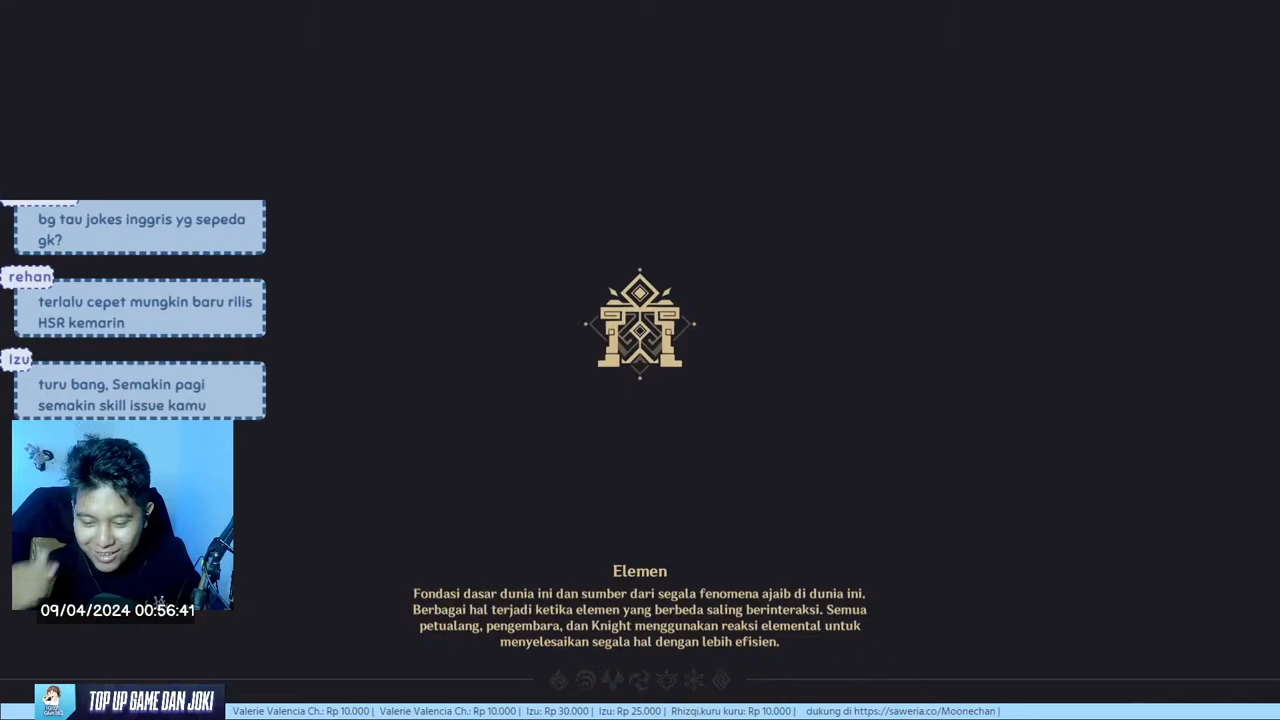 bg tau jokes inggris yg sepeda
gk?
rehan
terlalu cepet mungkin baru rilis
HSR kemarin
Izu
turu bang, Semakin pagi
semakin skill issue kamu
09/04/2024 00:56:41
Elemen
Fondasi dasar dunia ini dan sumber dari segala fenomena ajaib di dunia ini.
Berbagai hal terjadi ketika elemen yang berbeda saling berinteraksi. Semua
petualang, pengembara, dan Knight menggunakan reaksi elemental untuk
menyelesaikan segala hal dengan lebih efisien.
TOP UP GAME DAN JOKI
Valerie Valencia Ch.: Rp 10.000 | Valerie Valencia Ch.: Rp 10.000 | Izu: Rp 30.000 | Izu: Rp 25.000 | Rhizqi.kuru kuru: Rp 10.000 | dukung di https://saweria.co/Moonechan |